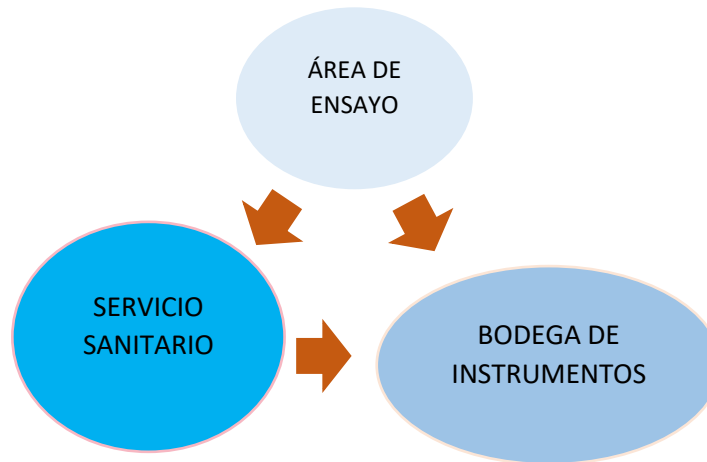 ÁREA DE
ENSAYO
SERVICIO
SANITARIO
BODEGA DE
INSTRUMENTOS